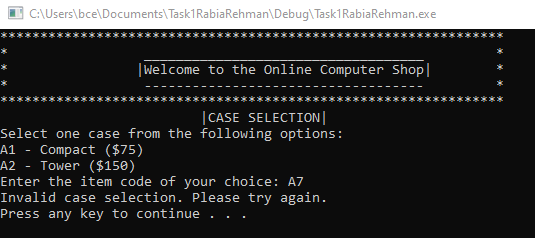 C:\Users\bce\Documents\Task1RabiaRehman\Debug\Task1RabiaRehman.exe
***************************************************************
* ___________________________________ *
* |Welcome to the Online Computer Shop| *
* ----------------------------------- *
***************************************************************
|CASE SELECTION|
Select one case from the following options:
A1 - Compact ($75)
A2 - Tower ($150)
Enter the item code of your choice: A7
Invalid case selection. Please try again.
Press any key to continue . . .